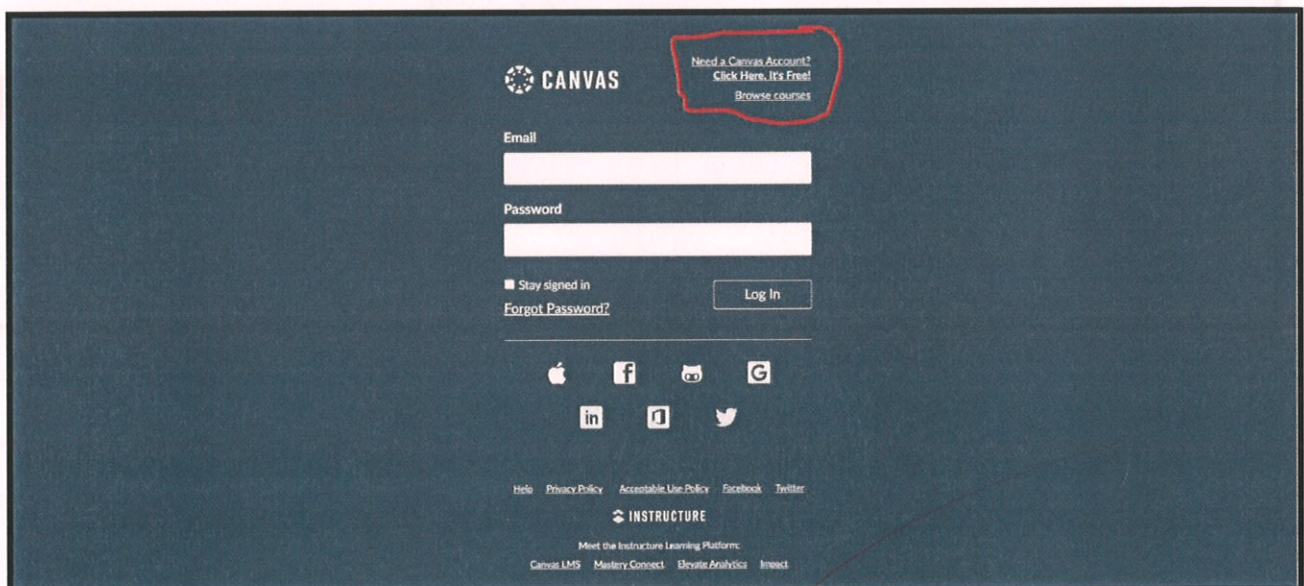 CANVAS
Need a Canvas Account?
Click Here, It's Free!
Browse courses
Email
Password
Stay signed in
Forgot Password?
Log In
Help Privacy Policy Acceptable Use Policy Facebook Twitter
INSTRUCTURE
Meet the Instructure Learning Platform:
Canvas LMS Mastery Connect Elevate Analytics Impact